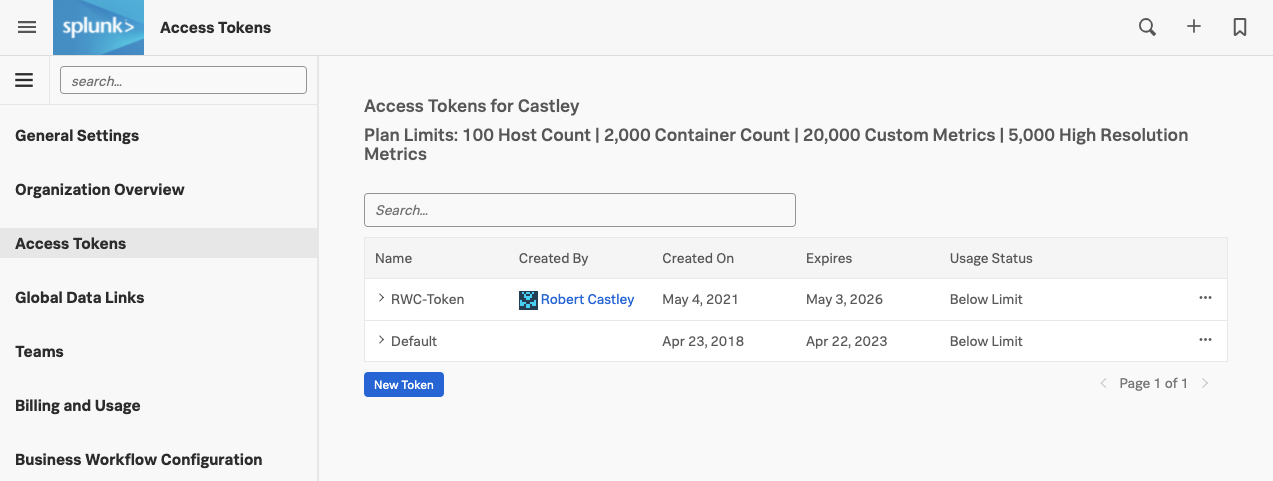 splunk> Access Tokens
search...
General Settings
Organization Overview
Access Tokens
Global Data Links
Teams
Billing and Usage
Business Workflow Configuration
Access Tokens for Castley
Plan Limits: 100 Host Count | 2,000 Container Count | 20,000 Custom Metrics | 5,000 High Resolution
Metrics
Search...
Name Created By Created On Expires Usage Status
RWC-Token Robert Castley May 4, 2021 May 3, 2026 Below Limit ...
Default Apr 23, 2018 Apr 22, 2023 Below Limit ...
New Token Page 1 of 1